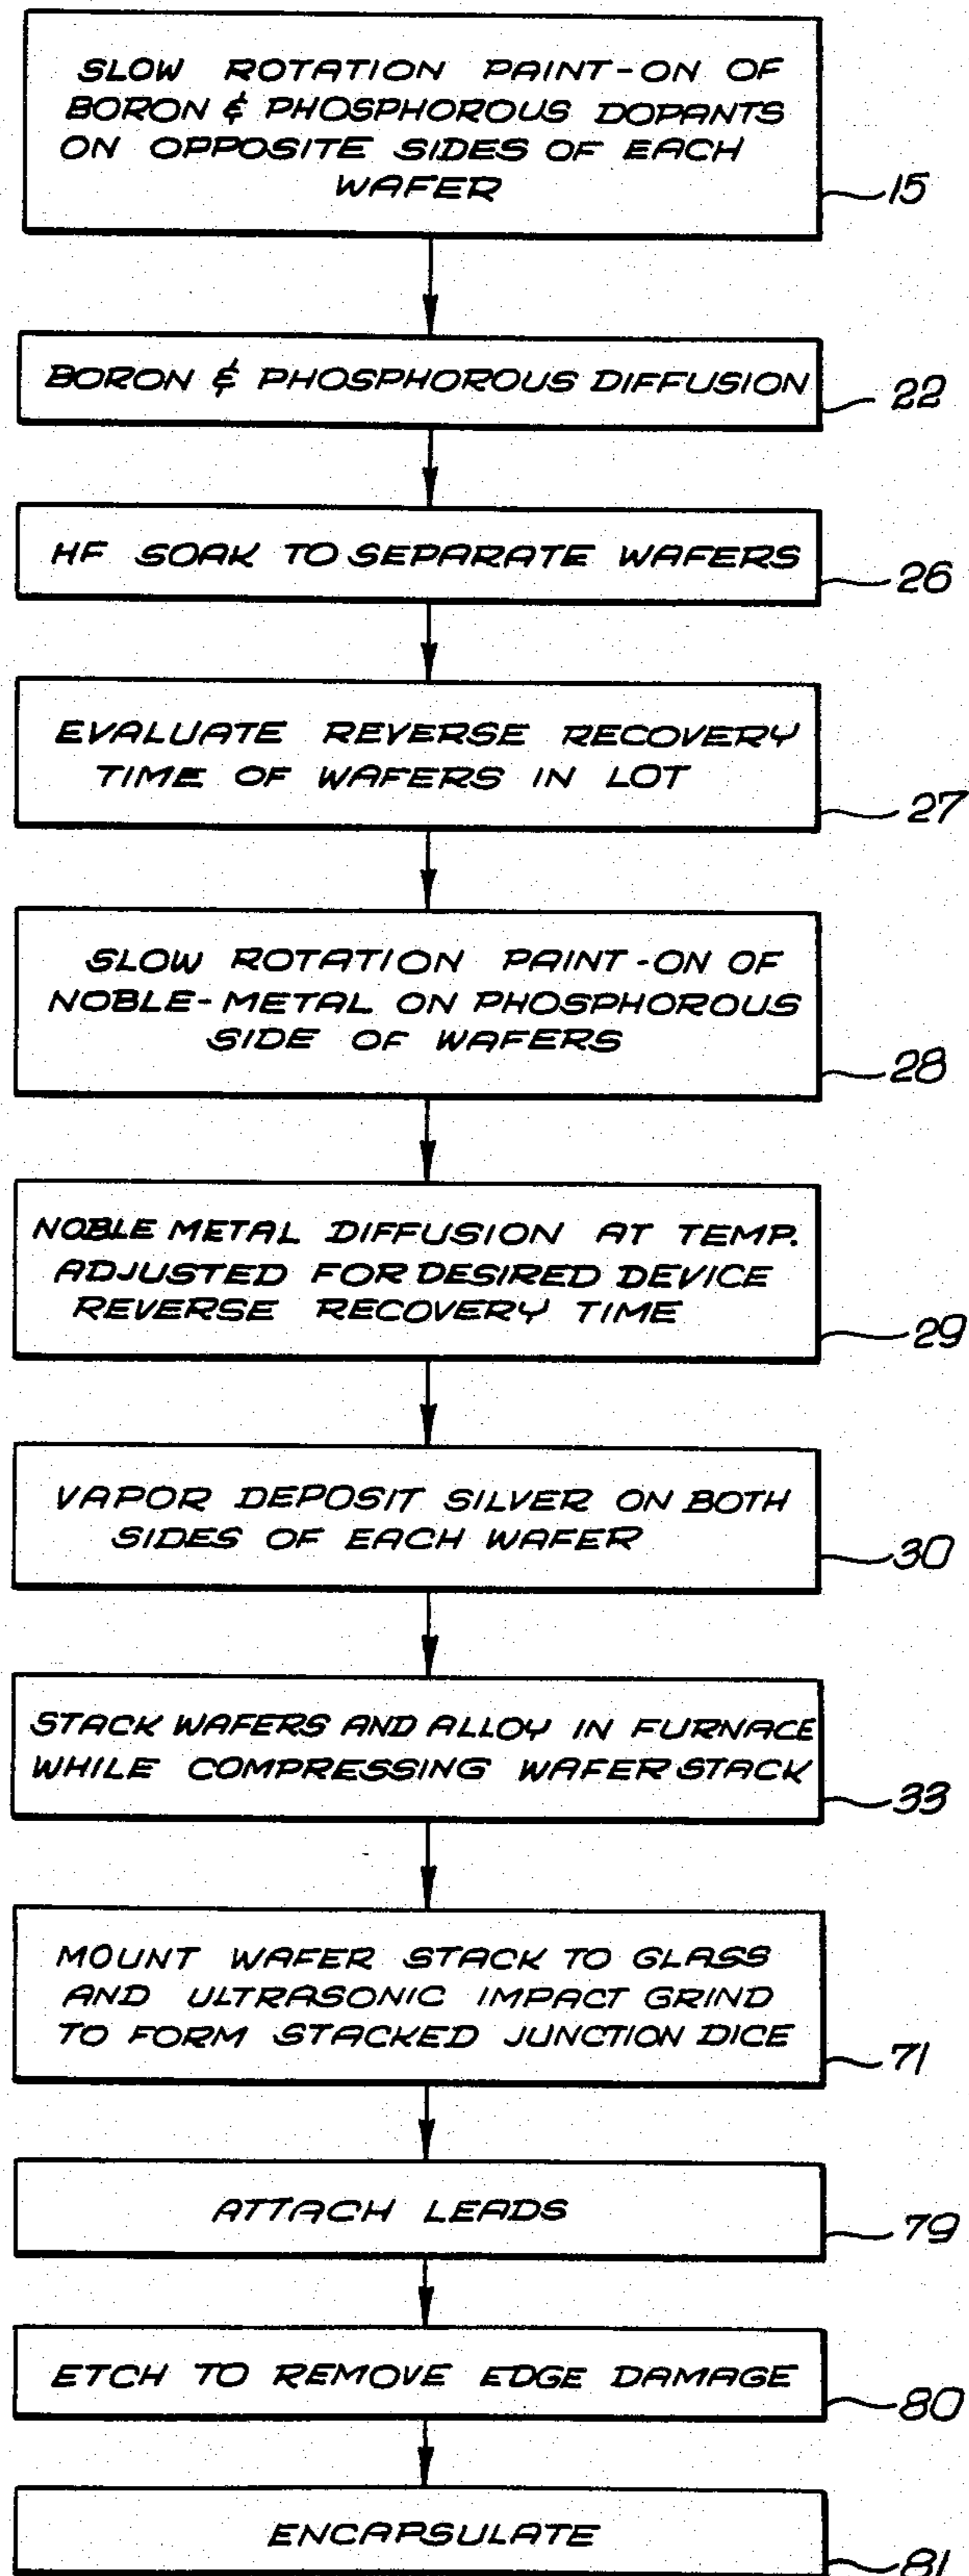 SLOW ROTATION PAINT-ON OF
BORON & PHOSPHOROUS DOPANTS
ON OPPOSITE SIDES OF EACH
WAFER
15
BORON & PHOSPHOROUS DIFFUSION
22
HF SOAK TO SEPARATE WAFERS
26
EVALUATE REVERSE RECOVERY
TIME OF WAFERS IN LOT
27
SLOW ROTATION PAINT-ON OF
NOBLE-METAL ON PHOSPHOROUS
SIDE OF WAFERS
28
NOBLE METAL DIFFUSION AT TEMP.
ADJUSTED FOR DESIRED DEVICE
REVERSE RECOVERY TIME
29
VAPOR DEPOSIT SILVER ON BOTH
SIDES OF EACH WAFER
30
STACK WAFERS AND ALLOY IN FURNACE
WHILE COMPRESSING WAFER STACK
33
MOUNT WAFER STACK TO GLASS
AND ULTRASONIC IMPACT GRIND
TO FORM STACKED JUNCTION DICE
71
ATTACH LEADS
79
ETCH TO REMOVE EDGE DAMAGE
80
ENCAPSULATE
81